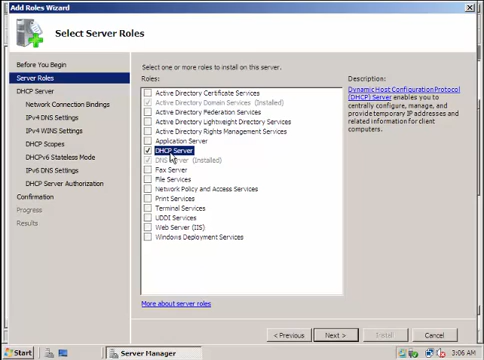 Add Roles Wizard
Select Server Roles
Before You Begin
Server Roles
DHCP Server
Network Connection Bindings
IPv4 DNS Settings
IPv4 WINS Settings
DHCP Scopes
DHCPv6 Stateless Mode
IPv6 DNS Settings
DHCP Server Authorization
Confirmation
Progress
Results
Select one or more roles to install on this server.
Roles:
Active Directory Certificate Services
Active Directory Domain Services (Installed)
Active Directory Federation Services
Active Directory Lightweight Directory Services
Active Directory Rights Management Services
Application Server
DHCP Server
DNS Server (Installed)
Fax Server
File Services
Network Policy and Access Services
Print Services
Terminal Services
UDDI Services
Web Server (IIS)
Windows Deployment Services
More about server roles
Description:
Dynamic Host Configuration Protocol
(DHCP) Server enables you to
centrally configure, manage, and
provide temporary IP addresses and
related information for client
computers.
< Previous
Next >
Install
Cancel
Start
Server Manager
3:06 AM